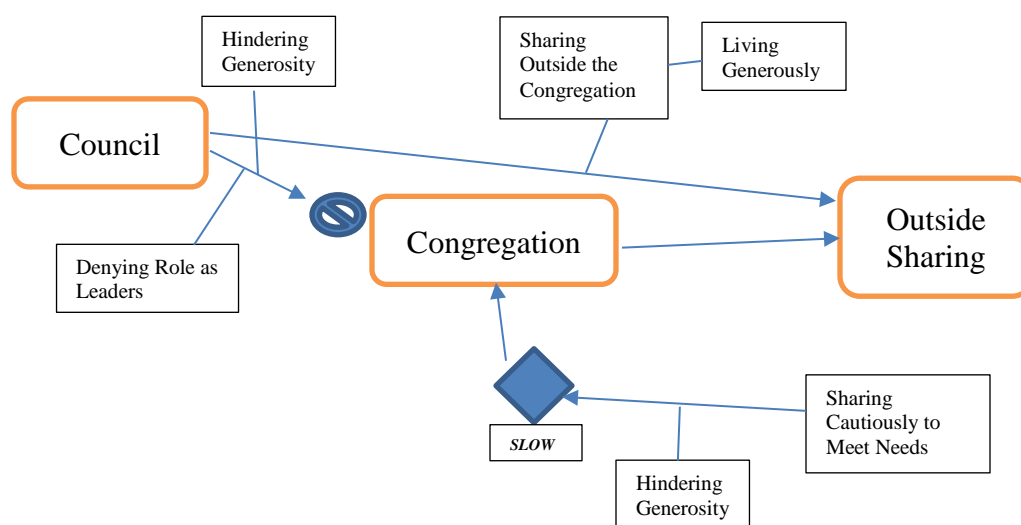 Hindering
Generosity
Sharing
Outside the
Congregation
Living
Generously
Council
Congregation
Outside
Sharing
Denying Role as
Leaders
SLOW
Sharing
Cautiously to
Meet Needs
Hindering
Generosity